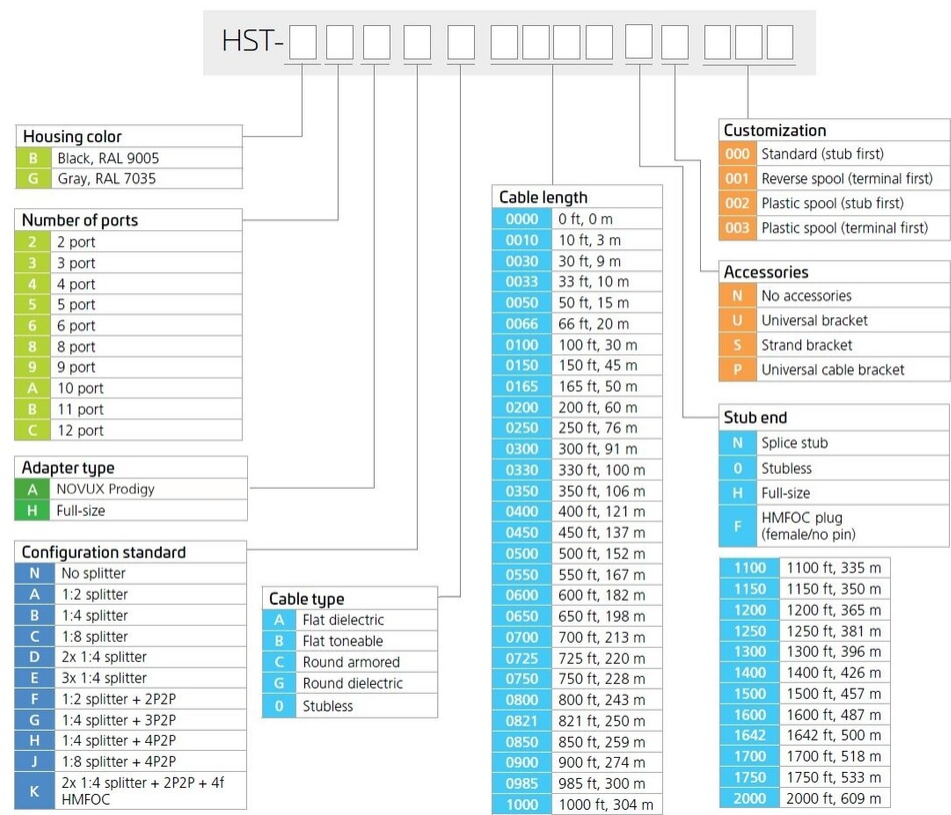 HST-
Housing color
B Black, RAL 9005
G Gray, RAL 7035
Number of ports
2 2 port
3 3 port
4 4 port
5 5 port
6 6 port
8 8 port
9 9 port
A 10 port
B 11 port
C 12 port
Adapter type
A NOVUX Prodigy
H Full-size
Configuration standard
N No splitter
A 1:2 splitter
B 1:4 splitter
C 1:8 splitter
D 2x 1:4 splitter
E 3x 1:4 splitter
F 1:2 splitter + 2P2P
G 1:4 splitter + 3P2P
H 1:4 splitter + 4P2P
J 1:8 splitter + 4P2P
K 2x 1:4 splitter + 2P2P + 4f
HMFOC
Cable type
A Flat dielectric
B Flat toneable
C Round armored
G Round dielectric
0 Stubless
Cable length
0000 0 ft, 0 m
0010 10 ft, 3 m
0030 30 ft, 9 m
0033 33 ft, 10 m
0050 50 ft, 15 m
0066 66 ft, 20 m
0100 100 ft, 30 m
0150 150 ft, 45 m
0165 165 ft, 50 m
0200 200 ft, 60 m
0250 250 ft, 76 m
0300 300 ft, 91 m
0330 330 ft, 100 m
0350 350 ft, 106 m
0400 400 ft, 121 m
0450 450 ft, 137 m
0500 500 ft, 152 m
0550 550 ft, 167 m
0600 600 ft, 182 m
0650 650 ft, 198 m
0700 700 ft, 213 m
0725 725 ft, 220 m
0750 750 ft, 228 m
0800 800 ft, 243 m
0821 821 ft, 250 m
0850 850 ft, 259 m
0900 900 ft, 274 m
0985 985 ft, 300 m
1000 1000 ft, 304 m
Customization
000 Standard (stub first)
001 Reverse spool (terminal first)
002 Plastic spool (stub first)
003 Plastic spool (terminal first)
Accessories
N No accessories
U Universal bracket
S Strand bracket
P Universal cable bracket
Stub end
N Splice stub
0 Stubless
H Full-size
F HMFOC plug
(female/no pin)
1100 1100 ft, 335 m
1150 1150 ft, 350 m
1200 1200 ft, 365 m
1250 1250 ft, 381 m
1300 1300 ft, 396 m
1400 1400 ft, 426 m
1500 1500 ft, 457 m
1600 1600 ft, 487 m
1642 1642 ft, 500 m
1700 1700 ft, 518 m
1750 1750 ft, 533 m
2000 2000 ft, 609 m